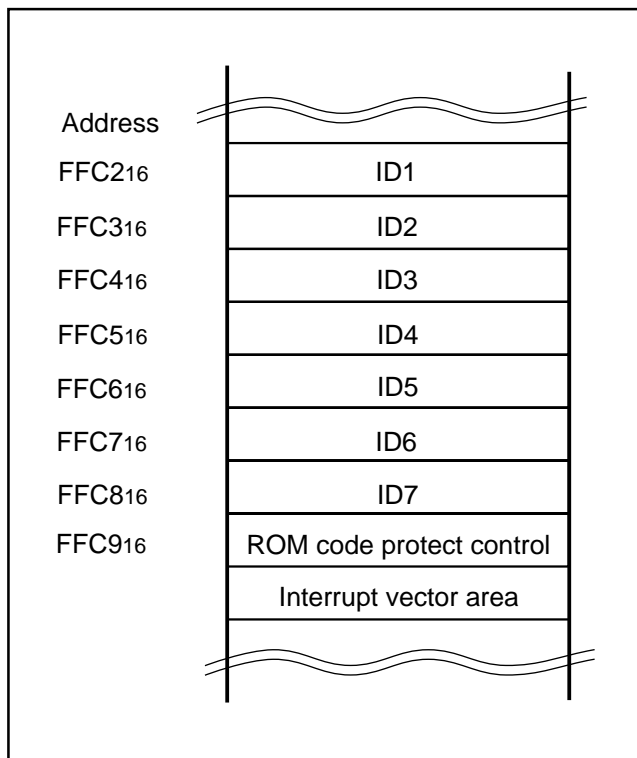 Address
FFC216 ID1
FFC316 ID2
FFC416 ID3
FFC516 ID4
FFC616 ID5
FFC716 ID6
FFC816 ID7
FFC916 ROM code protect control
Interrupt vector area